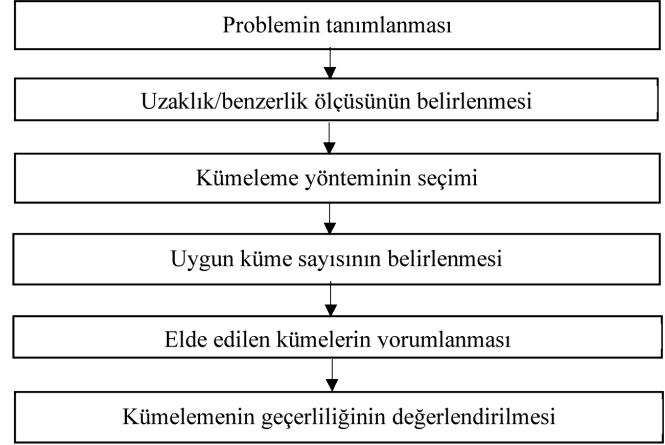 Problemin tanımlanması
Uzaklık/benzerlik ölçüsünün belirlenmesi
Kümeleme yönteminin seçimi
Uygun küme sayısının belirlenmesi
Elde edilen kümelerin yorumlanması
Kümelemenin geçerliliğinin değerlendirilmesi